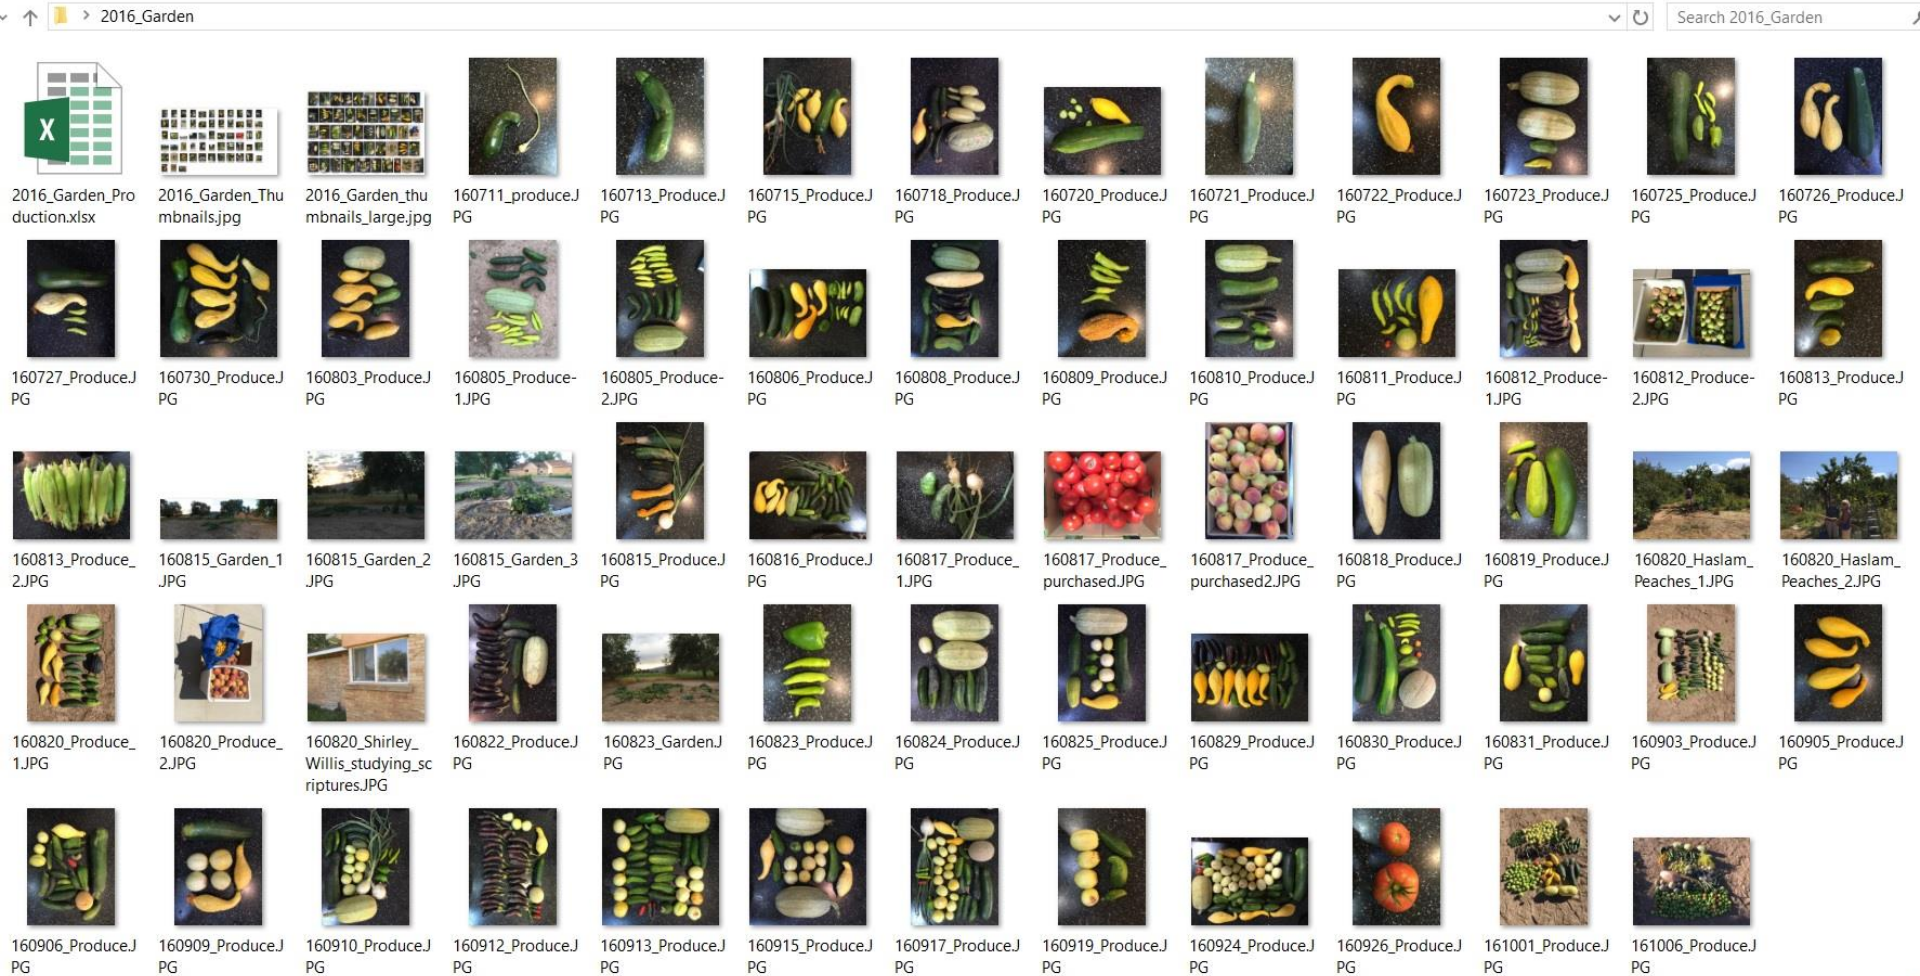 2016_Garden
Search 2016_Garden
X
2016_Garden_Pro
duction.xlsx
2016_Garden_Thu
mbnails.jpg
2016_Garden_thu
mbnails_large.jpg
160711_produce.J
PG
160713_Produce.J
PG
160715_Produce.J
PG
160718_Produce.J
PG
160720_Produce.J
PG
160721_Produce.J
PG
160722_Produce.J
PG
160723_Produce.J
PG
160725_Produce.J
PG
160726_Produce.J
PG
160727_Produce.J
PG
160730_Produce.J
PG
160803_Produce.J
PG
160805_Produce-
1.JPG
160805_Produce-
2.JPG
160806_Produce.J
PG
160808_Produce.J
PG
160809_Produce.J
PG
160810_Produce.J
PG
160811_Produce.J
PG
160812_Produce-
1.JPG
160812_Produce-
2.JPG
160813_Produce.J
PG
160813_Produce_
2.JPG
160815_Garden_1
.JPG
160815_Garden_2
.JPG
160815_Garden_3
.JPG
160815_Produce.J
PG
160816_Produce.J
PG
160817_Produce_
1.JPG
160817_Produce_
purchased.JPG
160817_Produce_
purchased2.JPG
160818_Produce.J
PG
160819_Produce.J
PG
160820_Haslam_
Peaches_1.JPG
160820_Haslam_
Peaches_2.JPG
160820_Produce_
1.JPG
160820_Produce_
2.JPG
160820_Shirley_
Willis_studying_sc
riptures.JPG
160822_Produce.J
PG
160823_Garden.J
PG
160823_Produce.J
PG
160824_Produce.J
PG
160825_Produce.J
PG
160829_Produce.J
PG
160830_Produce.J
PG
160831_Produce.J
PG
160903_Produce.J
PG
160905_Produce.J
PG
160906_Produce.J
PG
160909_Produce.J
PG
160910_Produce.J
PG
160912_Produce.J
PG
160913_Produce.J
PG
160915_Produce.J
PG
160917_Produce.J
PG
160919_Produce.J
PG
160924_Produce.J
PG
160926_Produce.J
PG
161001_Produce.J
PG
161006_Produce.J
PG